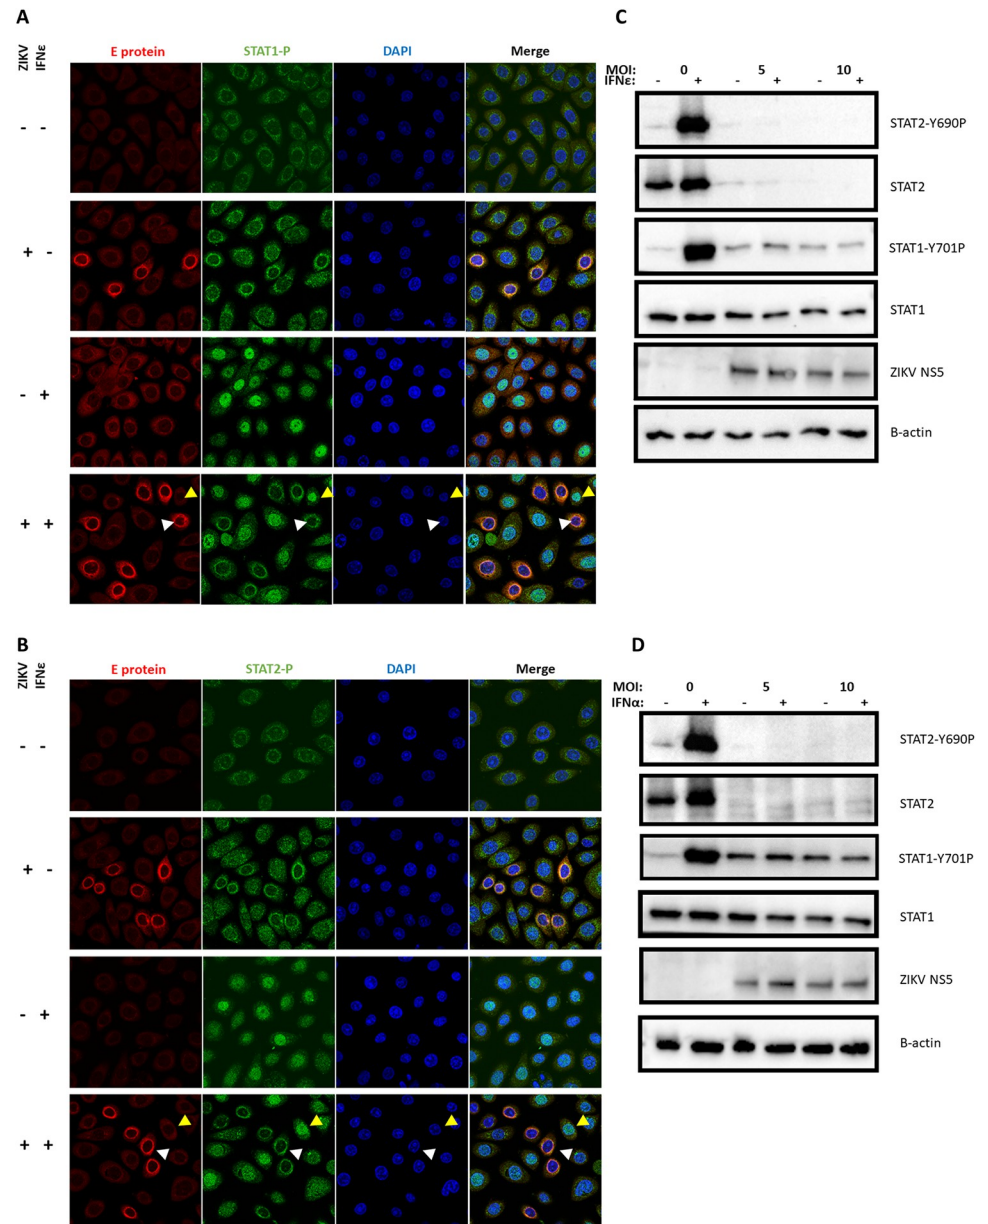 A
ZIKV
IFNε
E protein STAT1-P DAPI Merge
- -
+ -
- +
+ +
B
ZIKV
IFNε
E protein STAT2-P DAPI Merge
- -
+ -
- +
+ +
C
MOI: 0 5 10
IFNε: - + - + - +
STAT2-Y690P
STAT2
STAT1-Y701P
STAT1
ZIKV NS5
B-actin
D
MOI: 0 5 10
IFNα: - + - + - +
STAT2-Y690P
STAT2
STAT1-Y701P
STAT1
ZIKV NS5
B-actin